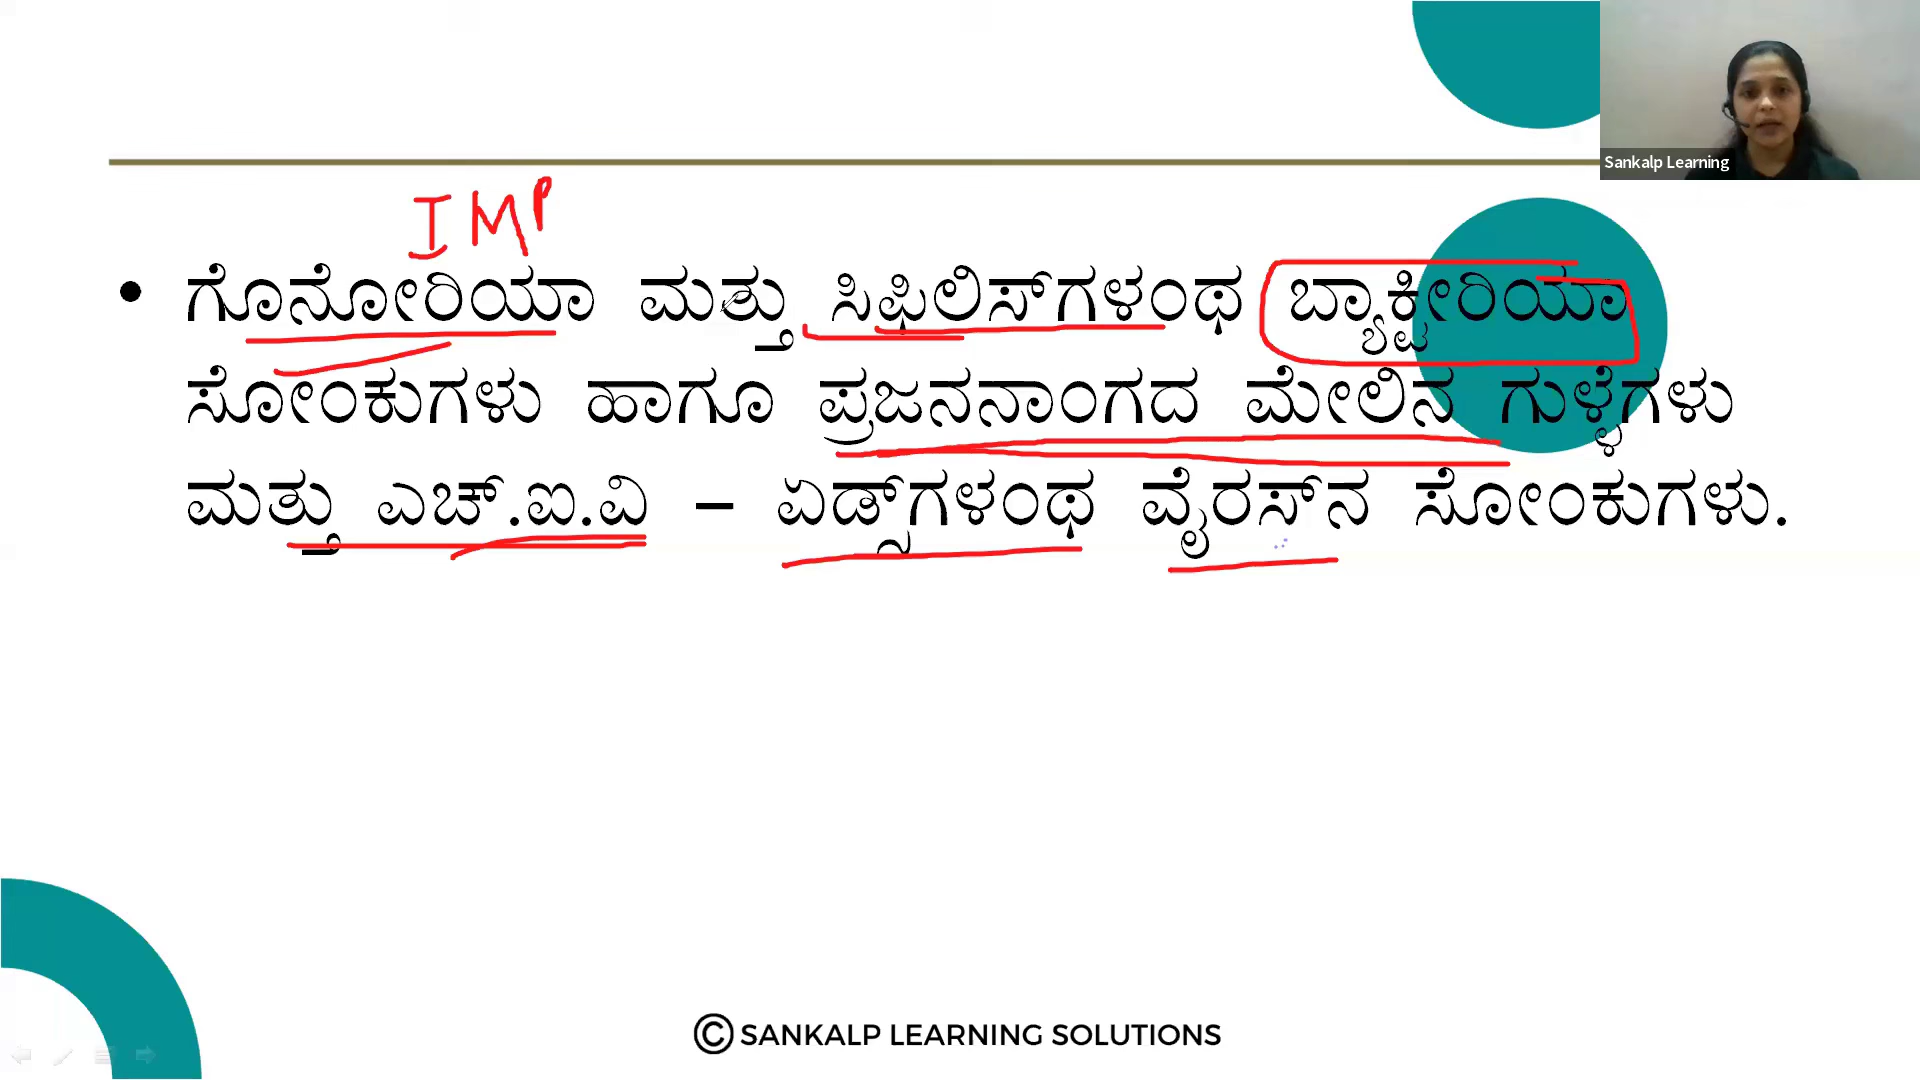 Sankalp Learning
IMP
• ಗೊನೋರಿಯಾ ಮತ್ತು ಸಿಫಿಲಿಸ್‌ಗಳಂಥ ಬ್ಯಾಕ್ಟೀರಿಯಾ
ಸೋಂಕುಗಳು ಹಾಗೂ ಪ್ರಜನನಾಂಗದ ಮೇಲಿನ ಗುಳ್ಳೆಗಳು
ಮತ್ತು ಎಚ್.ಐ.ವಿ – ಏಡ್ಸ್‌ಗಳಂಥ ವೈರಸ್‌ನ ಸೋಂಕುಗಳು.
© SANKALP LEARNING SOLUTIONS